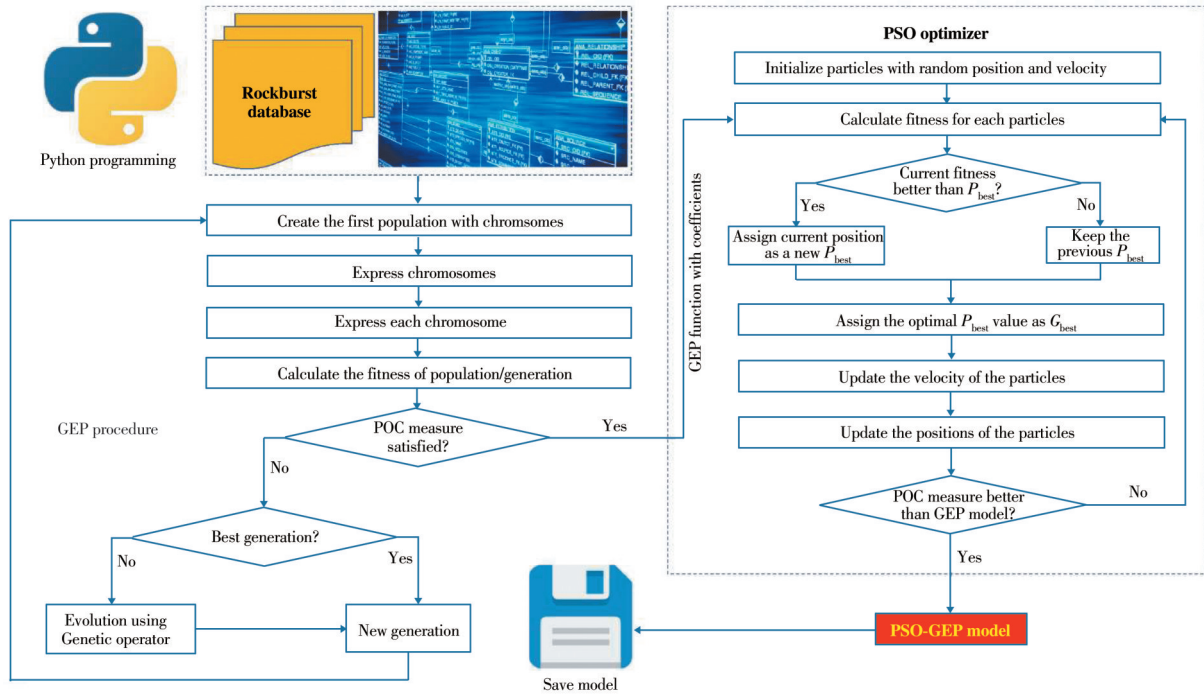 Python programming
Rockburst
database
ANA_RELATIONSHIP
Create the first population with chromsomes
Express chromosomes
Express each chromosome
Calculate the fitness of population/generation
POC measure
satisfied?
Yes
No
GEP procedure
Best generation?
No
Yes
Evolution using
Genetic operator
New generation
GEP function with coefficients
PSO optimizer
Initialize particles with random position and velocity
Calculate fitness for each particles
Current fitness
better than Pbest?
Yes
No
Assign current position
as a new Pbest
Keep the
previous Pbest
Assign the optimal Pbest value as Gbest
Update the velocity of the particles
Update the positions of the particles
POC measure better
than GEP model?
No
Yes
PSO-GEP model
Save model